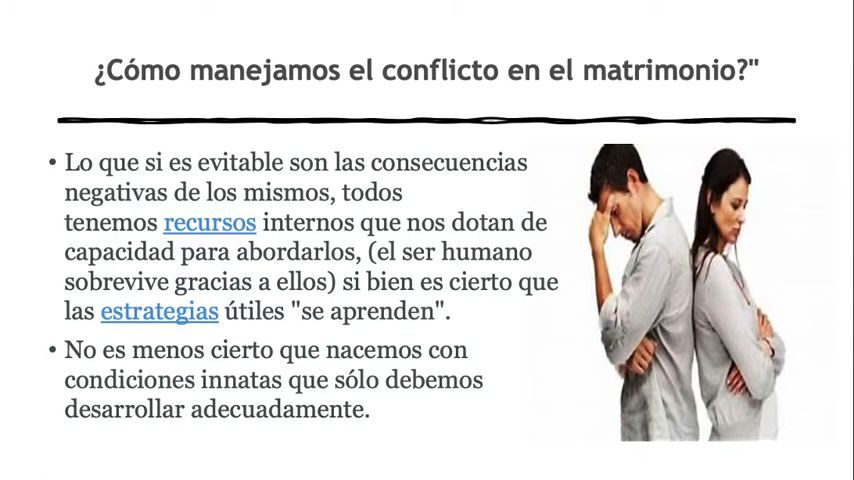 ¿Cómo manejamos el conflicto en el matrimonio?"
• Lo que si es evitable son las consecuencias
negativas de los mismos, todos
tenemos recursos internos que nos dotan de
capacidad para abordarlos, (el ser humano
sobrevive gracias a ellos) si bien es cierto que
las estrategias útiles "se aprenden".
• No es menos cierto que nacemos con
condiciones innatas que sólo debemos
desarrollar adecuadamente.